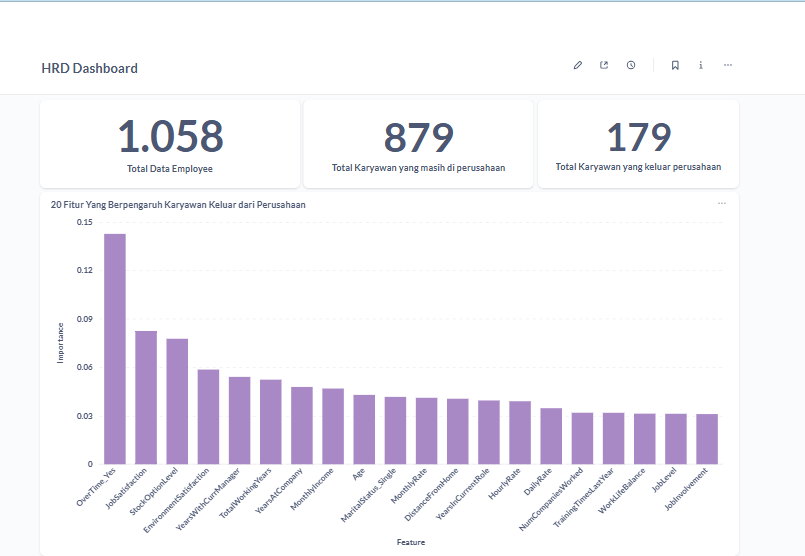 HRD Dashboard
1.058
Total Data Employee
879
Total Karyawan yang masih di perusahaan
179
Total Karyawan yang keluar perusahaan
20 Fitur Yang Berpengaruh Karyawan Keluar dari Perusahaan
0.15
0.12
0.09
0.06
0.03
0
Importance
OverTime_Yes
JobSatisfaction
StockOptionLevel
EnvironmentSatisfaction
YearsWithCurrManager
TotalWorkingYears
YearsAtCompany
MonthlyIncome
Age
MaritalStatus_Single
MonthlyRate
DistanceFromHome
YearsInCurrentRole
HourlyRate
DailyRate
NumCompaniesWorked
TrainingTimesLastYear
WorkLifeBalance
JobLevel
JobInvolvement
Feature